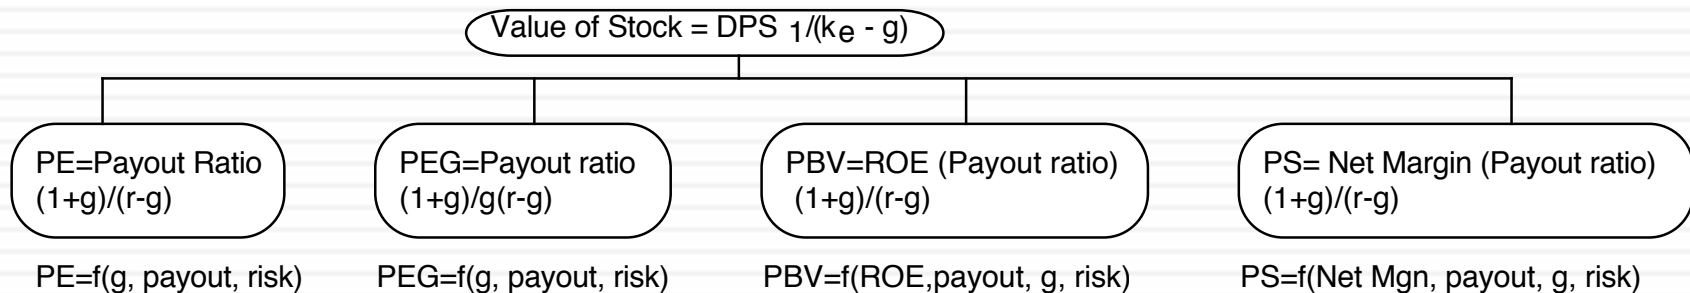 Value of Stock = DPS 1/(ke - g)
PE=Payout Ratio
(1+g)/(r-g)
PEG=Payout ratio
(1+g)/g(r-g)
PBV=ROE (Payout ratio)
(1+g)/(r-g)
PS= Net Margin (Payout ratio)
(1+g)/(r-g)
PE=f(g, payout, risk)
PEG=f(g, payout, risk)
PBV=f(ROE,payout, g, risk)
PS=f(Net Mgn, payout, g, risk)